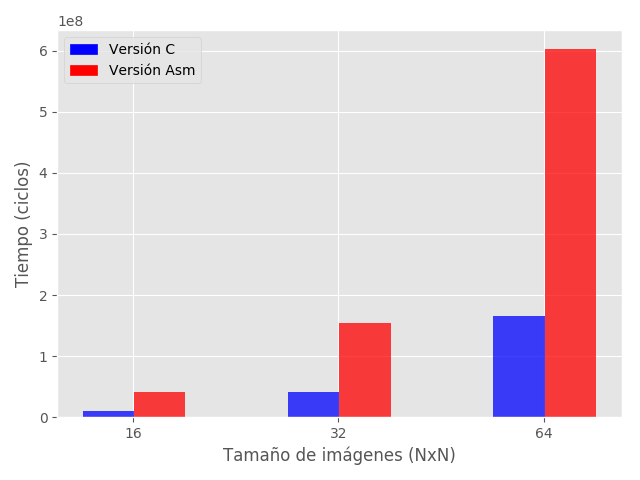 1e8
Versión C
Versión Asm
6
5
4
3
2
1
0
Tiempo (ciclos)
16 32 64
Tamaño de imágenes (NxN)